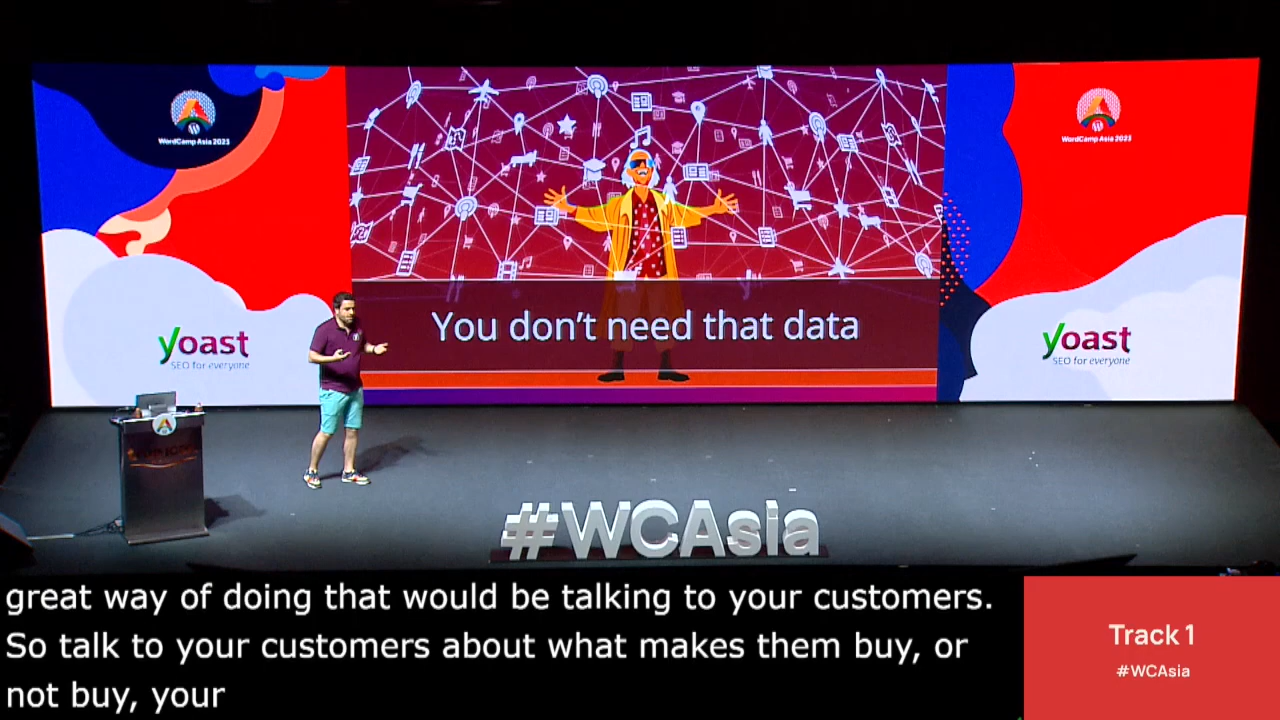 WordCamp Asia 2023
WordCamp Asia 2023
You don't need that data
yoast
SEO for everyone
yoast
SEO for everyone
#WCAsia
great way of doing that would be talking to your customers.
So talk to your customers about what makes them buy, or
not buy, your
Track 1
#WCAsia